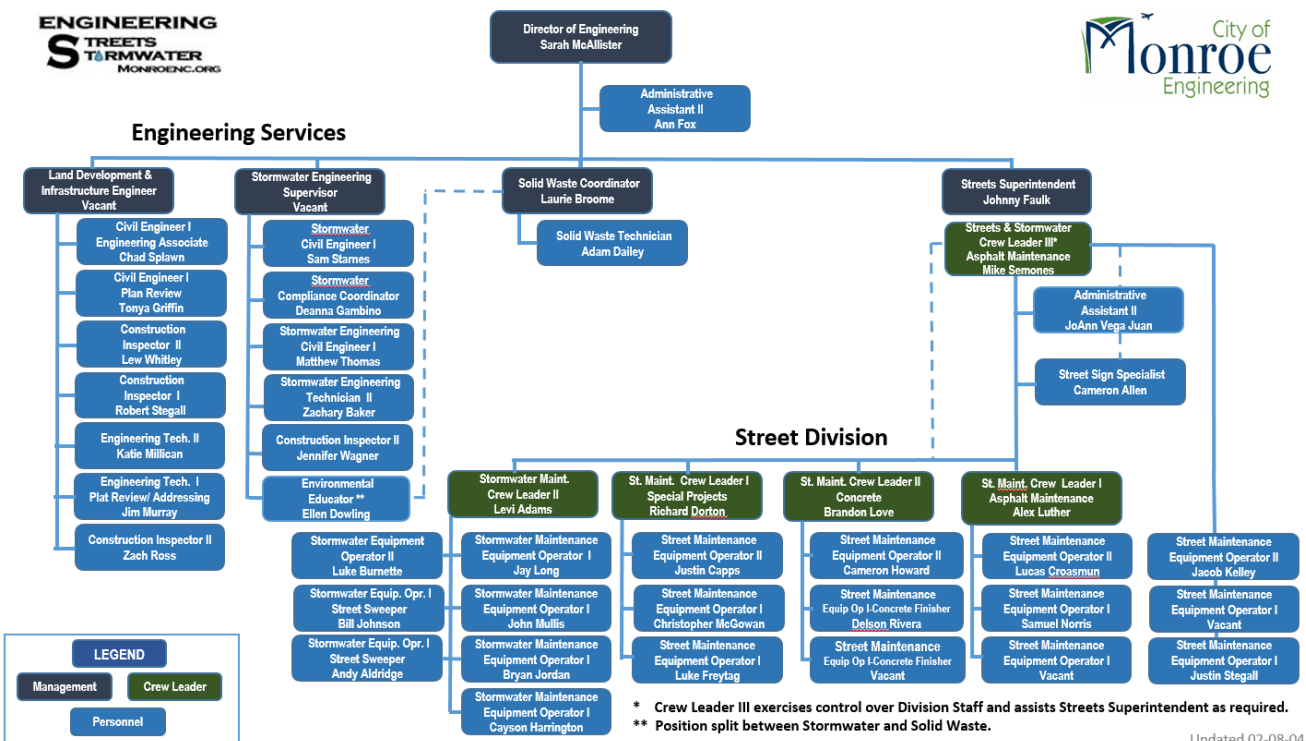 ENGINEERING
STREETS
STORMWATER
MONROENC.ORG
Director of Engineering
Sarah McAllister
City of
Monroe
Engineering
Administrative
Assistant II
Ann Fox
Engineering Services
Land Development &
Infrastructure Engineer
Vacant
Stormwater Engineering
Supervisor
Vacant
Solid Waste Coordinator
Laurie Broome
Streets Superintendent
Johnny Faulk
Civil Engineer I
Engineering Associate
Chad Splawn
Civil Engineer I
Plan Review
Tonya Griffin
Construction
Inspector II
Lew Whitley
Construction
Inspector I
Robert Stegall
Engineering Tech. II
Katie Millican
Engineering Tech. I
Plat Review/ Addressing
Jim Murray
Construction Inspector II
Zach Ross
Stormwater
Civil Engineer I
Sam Starnes
Stormwater
Compliance Coordinator
Deanna Gambino
Stormwater Engineering
Civil Engineer I
Matthew Thomas
Stormwater Engineering
Technician II
Zachary Baker
Construction Inspector II
Jennifer Wagner
Environmental
Educator **
Ellen Dowling
Solid Waste Technician
Adam Dailey
Streets & Stormwater
Crew Leader III*
Asphalt Maintenance
Mike Semones
Administrative
Assistant II
JoAnn Vega Juan
Street Sign Specialist
Cameron Allen
Street Division
Stormwater Maint.
Crew Leader II
Levi Adams
St. Maint. Crew Leader I
Special Projects
Richard Dorton
St. Maint. Crew Leader II
Concrete
Brandon Love
St. Maint. Crew Leader I
Asphalt Maintenance
Alex Luther
Stormwater Equipment
Operator II
Luke Burnette
Stormwater Equip. Opr. I
Street Sweeper
Bill Johnson
Stormwater Equip. Opr. I
Street Sweeper
Andy Aldridge
Stormwater Maintenance
Equipment Operator I
Jay Long
Stormwater Maintenance
Equipment Operator I
John Mullis
Stormwater Maintenance
Equipment Operator I
Bryan Jordan
Stormwater Maintenance
Equipment Operator I
Cayson Harrington
Street Maintenance
Equipment Operator II
Justin Capps
Street Maintenance
Equipment Operator I
Christopher McGowan
Street Maintenance
Equipment Operator I
Luke Freytag
Street Maintenance
Equipment Operator II
Cameron Howard
Street Maintenance
Equip Op I-Concrete Finisher
Delson Rivera
Street Maintenance
Equip Op I-Concrete Finisher
Vacant
Street Maintenance
Equipment Operator II
Lucas Croasmun
Street Maintenance
Equipment Operator I
Samuel Norris
Street Maintenance
Equipment Operator I
Vacant
Street Maintenance
Equipment Operator II
Jacob Kelley
Street Maintenance
Equipment Operator I
Vacant
Street Maintenance
Equipment Operator I
Justin Stegall
LEGEND
Management
Crew Leader
Personnel
* Crew Leader III exercises control over Division Staff and assists Streets Superintendent as required.
** Position split between Stormwater and Solid Waste.
Updated 02-08-04